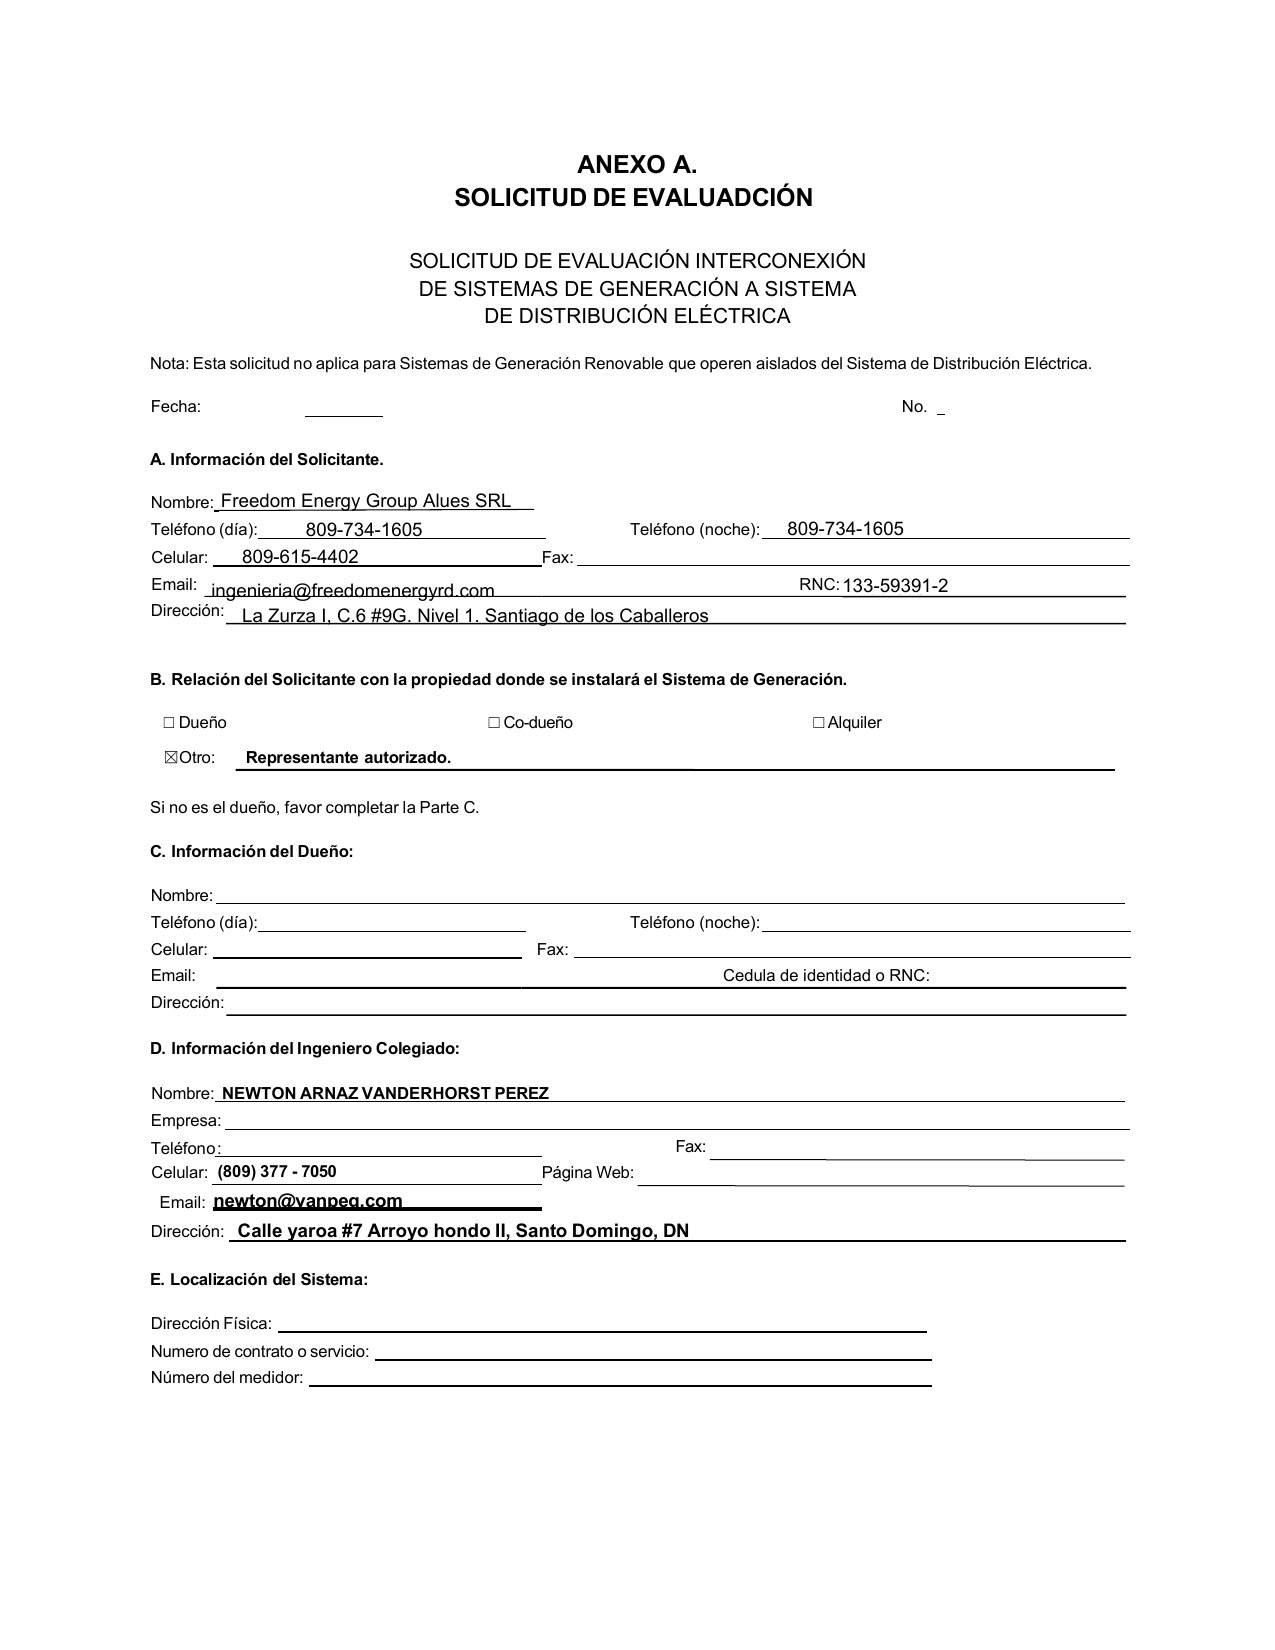 ANEXO A.
SOLICITUD DE EVALUADCIÓN
SOLICITUD DE EVALUACIÓN INTERCONEXIÓN
DE SISTEMAS DE GENERACIÓN A SISTEMA
DE DISTRIBUCIÓN ELÉCTRICA
Nota: Esta solicitud no aplica para Sistemas de Generación Renovable que operen aislados del Sistema de Distribución Eléctrica.
Fecha: No.
A. Información del Solicitante.
Nombre: Freedom Energy Group Alues SRL
Teléfono (día): 809-734-1605 Teléfono (noche): 809-734-1605
Celular: 809-615-4402 Fax:
Email: ingenieria@freedomenergyrd.com RNC: 133-59391-2
Dirección: La Zurza I, C.6 #9G. Nivel 1. Santiago de los Caballeros
B. Relación del Solicitante con la propiedad donde se instalará el Sistema de Generación.
☐ Dueño ☐ Co-dueño ☐ Alquiler
☒ Otro: Representante autorizado.
Si no es el dueño, favor completar la Parte C.
C. Información del Dueño:
Nombre:
Teléfono (día): Teléfono (noche):
Celular: Fax:
Email: Cedula de identidad o RNC:
Dirección:
D. Información del Ingeniero Colegiado:
Nombre: NEWTON ARNAZ VANDERHORST PEREZ
Empresa:
Teléfono: Fax:
Celular: (809) 377 - 7050 Página Web:
Email: newton@vanpeg.com
Dirección: Calle yaroa #7 Arroyo hondo II, Santo Domingo, DN
E. Localización del Sistema:
Dirección Física:
Numero de contrato o servicio:
Número del medidor: